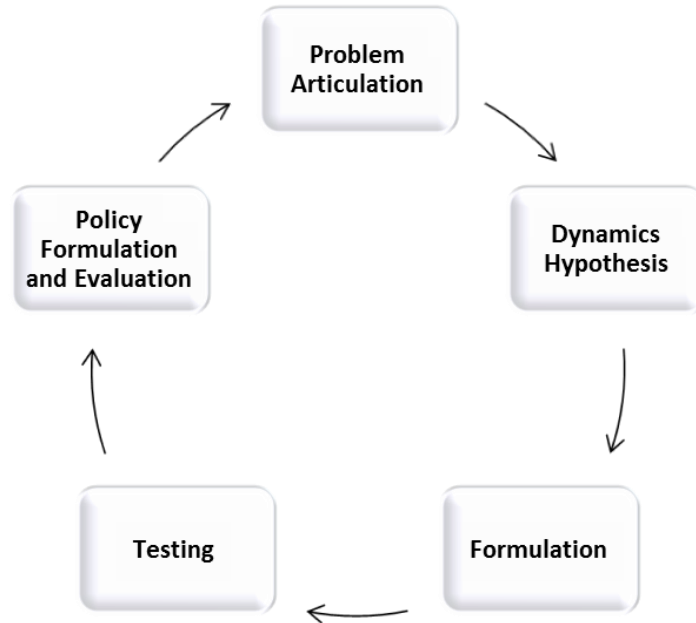 Problem
Articulation
Dynamics
Hypothesis
Formulation
Testing
Policy
Formulation
and Evaluation